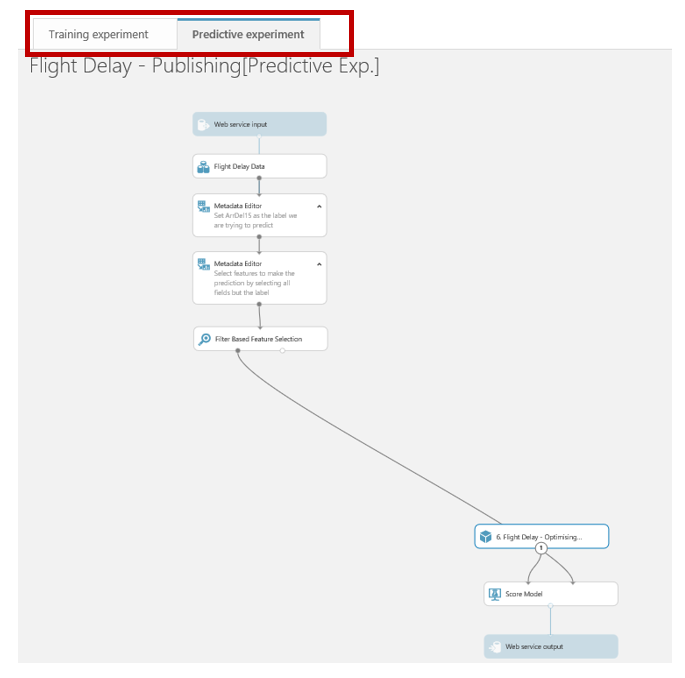 Training experiment
Predictive experiment
Flight Delay - Publishing[Predictive Exp.]
Web service input
Flight Delay Data
Metadata Editor
Set ArrDel15 as the label we
are trying to predict
Metadata Editor
Select features to make the
prediction by selecting all
fields but the label
Filter Based Feature Selection
6. Flight Delay - Optimising...
1
Score Model
Web service output